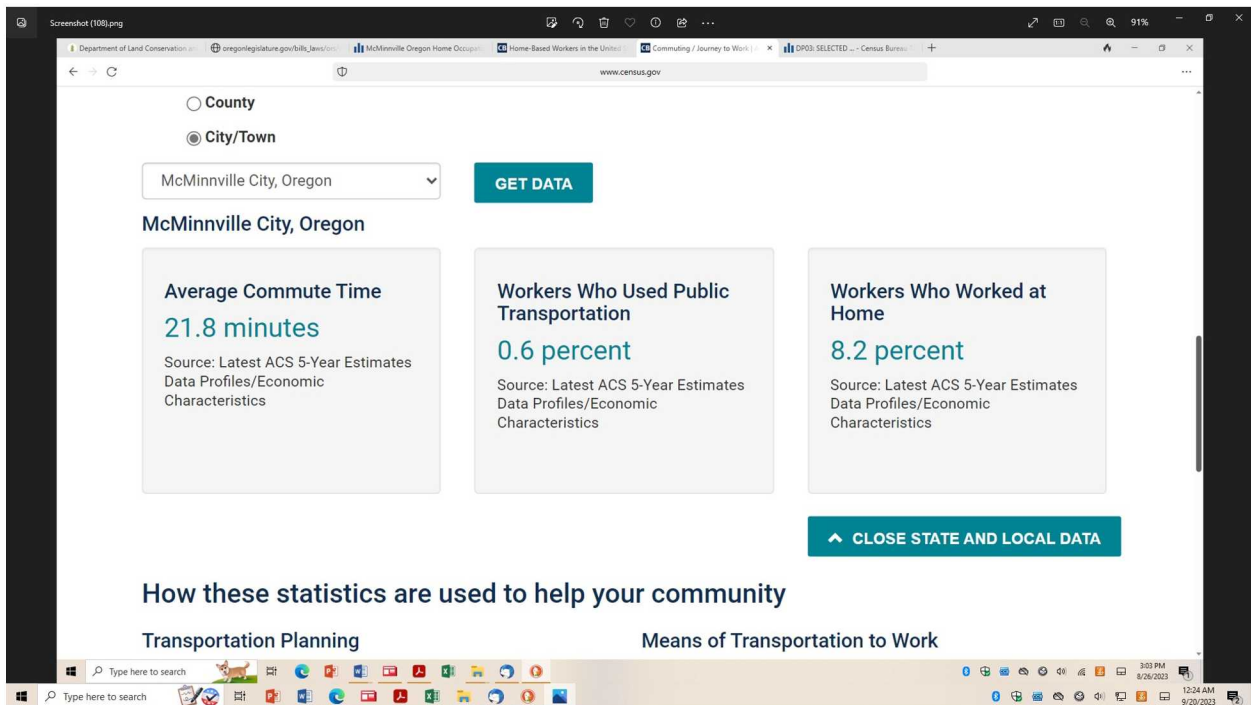 Screenshot (108).png
91%
Department of Land Conservation
oregonlegislature.gov/bills_laws/
McMinnville Oregon Home Occupat
Home-Based Workers in the United
Commuting / Journey to Work |
DP03: SELECTED ... - Census Bureau
www.census.gov
County
City/Town
McMinnville City, Oregon
GET DATA
McMinnville City, Oregon
Average Commute Time
21.8 minutes
Source: Latest ACS 5-Year Estimates
Data Profiles/Economic
Characteristics
Workers Who Used Public
Transportation
0.6 percent
Source: Latest ACS 5-Year Estimates
Data Profiles/Economic
Characteristics
Workers Who Worked at
Home
8.2 percent
Source: Latest ACS 5-Year Estimates
Data Profiles/Economic
Characteristics
CLOSE STATE AND LOCAL DATA
How these statistics are used to help your community
Transportation Planning
Means of Transportation to Work
Type here to search
3:03 PM
8/26/2023
Type here to search
12:24 AM
9/20/2023